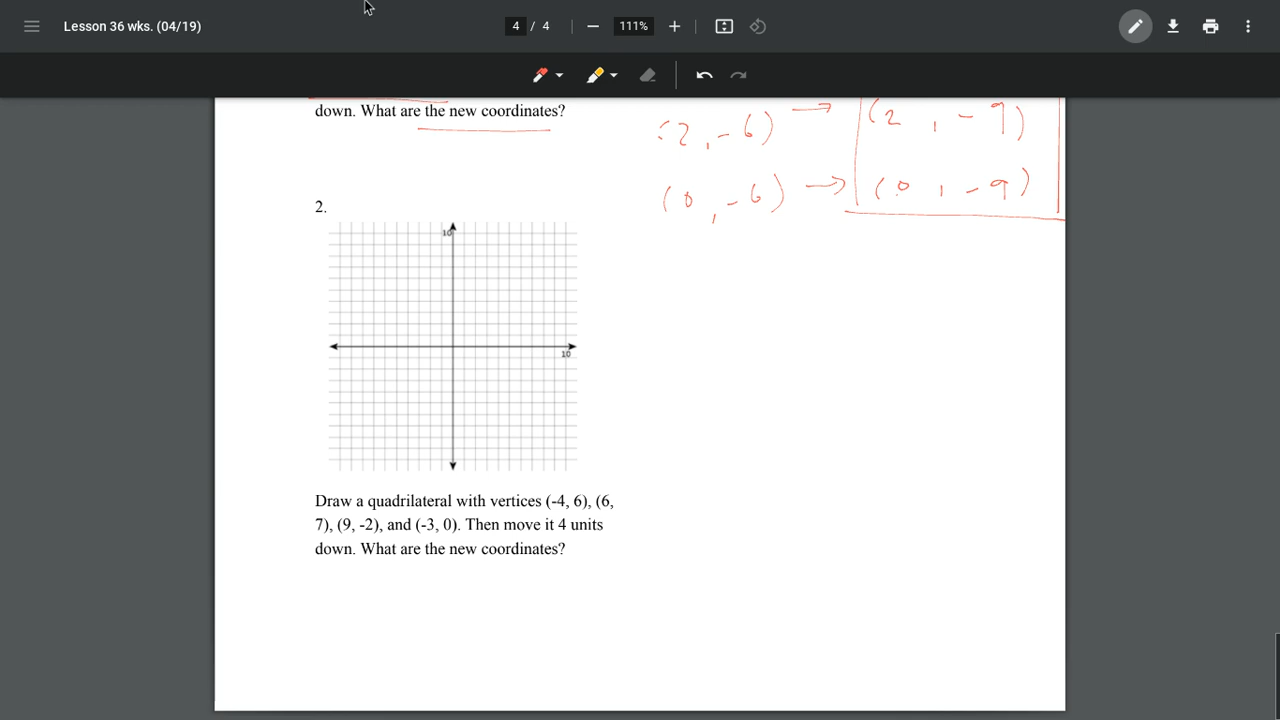 Lesson 36 wks. (04/19)
4 / 4
111%
down. What are the new coordinates?
2, -6) → (2, -9)
(0, -6) → (0, -9)
2.
10
10
Draw a quadrilateral with vertices (-4, 6), (6,
7), (9, -2), and (-3, 0). Then move it 4 units
down. What are the new coordinates?